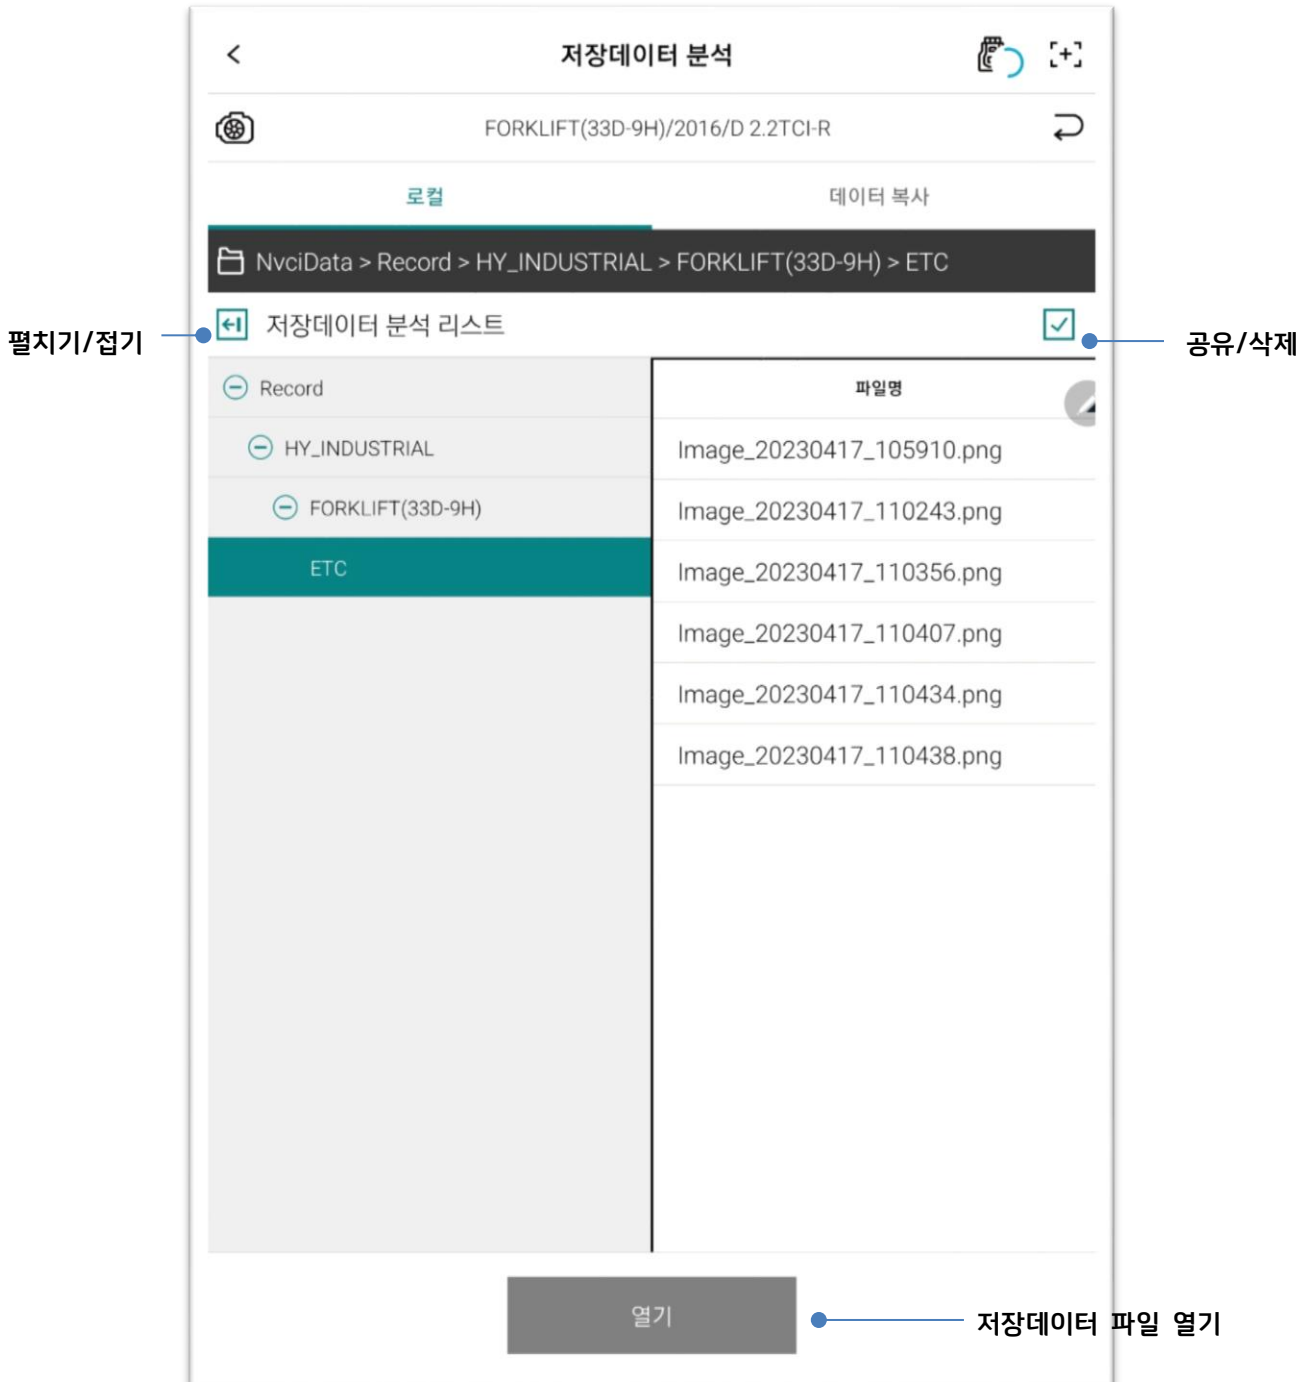 저장데이터 분석
FORKLIFT(33D-9H)/2016/D 2.2TCI-R
로컬
데이터 복사
NvciData > Record > HY_INDUSTRIAL > FORKLIFT(33D-9H) > ETC
펼치기/접기
저장데이터 분석 리스트
공유/삭제
Record
파일명
HY_INDUSTRIAL
Image_20230417_105910.png
FORKLIFT(33D-9H)
Image_20230417_110243.png
ETC
Image_20230417_110356.png
Image_20230417_110407.png
Image_20230417_110434.png
Image_20230417_110438.png
열기
저장데이터 파일 열기